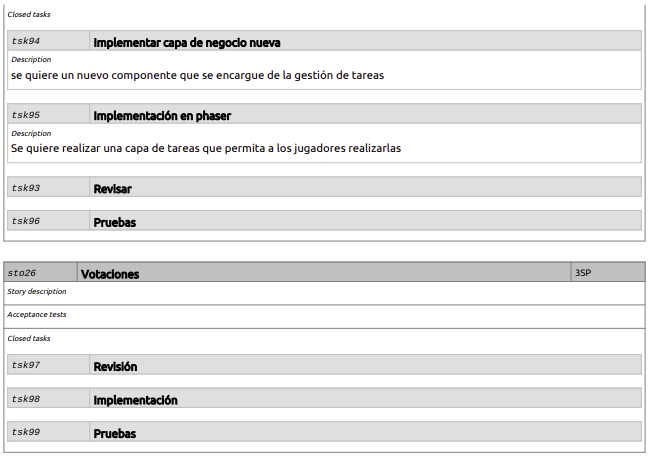 Closed tasks
tsk94 Implementar capa de negocio nueva
Description
se quiere un nuevo componente que se encargue de la gestión de tareas
tsk95 Implementación en phaser
Description
Se quiere realizar una capa de tareas que permita a los jugadores realizarlas
tsk93 Revisar
tsk96 Pruebas
sto26 Votaciones 3SP
Story description
Acceptance tests
Closed tasks
tsk97 Revisión
tsk98 Implementación
tsk99 Pruebas